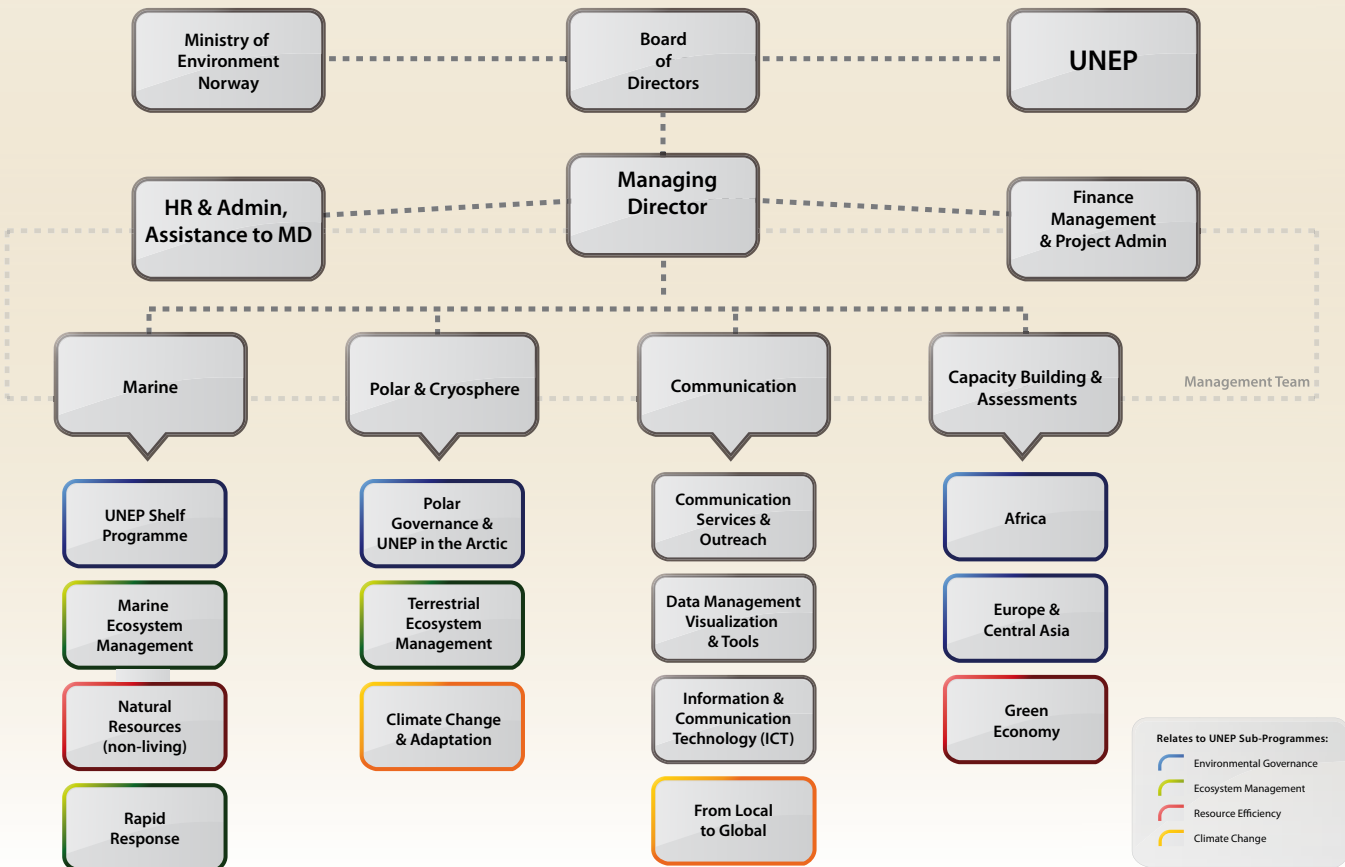 Ministry of
Environment
Norway
Board
of
Directors
UNEP
HR & Admin,
Assistance to MD
Managing
Director
Finance
Management
& Project Admin
Marine
Polar & Cryosphere
Communication
Capacity Building &
Assessments
Management Team
UNEP Shelf
Programme
Marine
Ecosystem
Management
Natural
Resources
(non-living)
Rapid
Response
Polar
Governance &
UNEP in the Arctic
Terrestrial
Ecosystem
Management
Climate Change
& Adaptation
Communication
Services &
Outreach
Data Management
Visualization
& Tools
Information &
Communication
Technology (ICT)
From Local
to Global
Africa
Europe &
Central Asia
Green
Economy
Relates to UNEP Sub-Programmes:
Environmental Governance
Ecosystem Management
Resource Efficiency
Climate Change